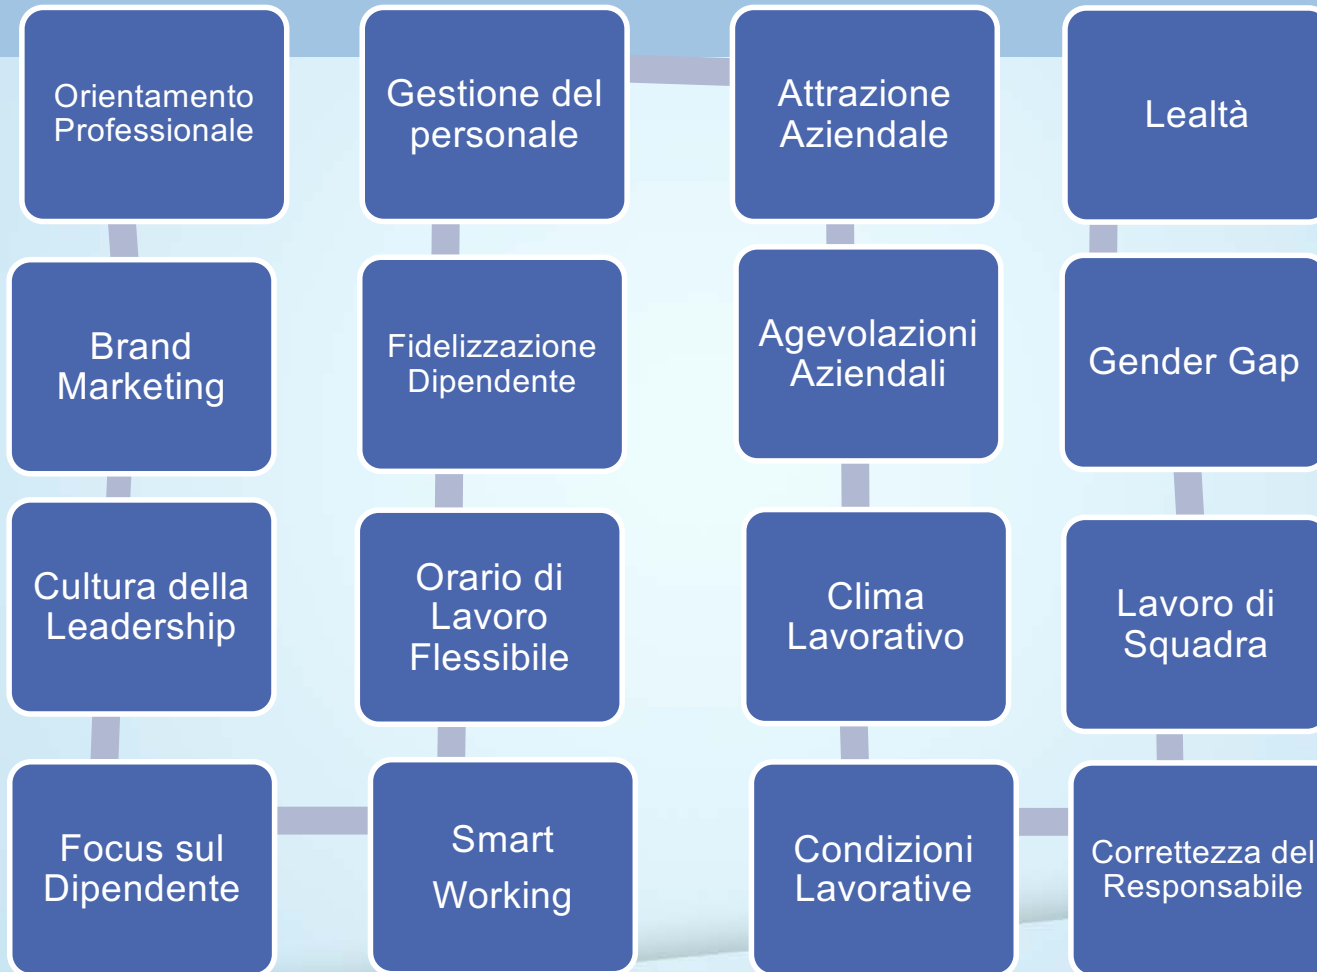 Orientamento
Professionale
Gestione del
personale
Attrazione
Aziendale
Lealtà
Brand
Marketing
Fidelizzazione
Dipendente
Agevolazioni
Aziendali
Gender Gap
Cultura della
Leadership
Orario di
Lavoro
Flessibile
Clima
Lavorativo
Lavoro di
Squadra
Focus sul
Dipendente
Smart
Working
Condizioni
Lavorative
Correttezza del
Responsabile